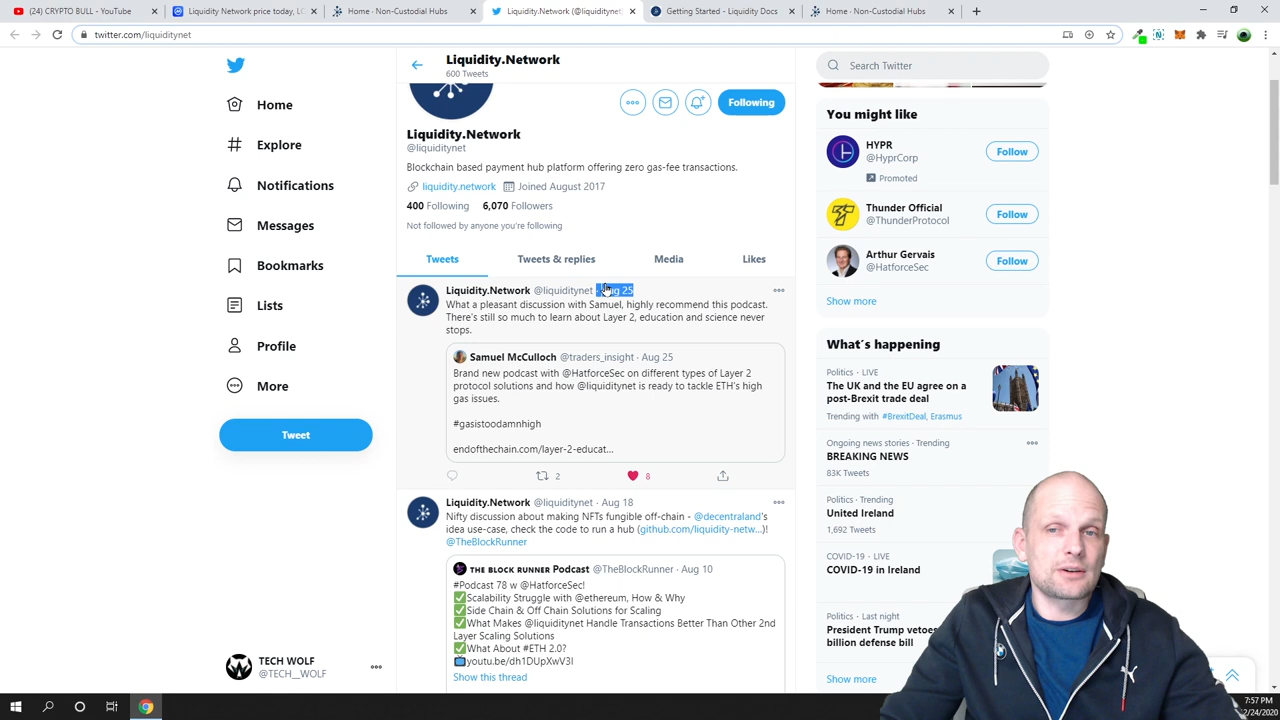 (24) CRYPTO BULL - YouTube
Liquidity Network price today, LQ
Home · Non-Custodial Hubs
Liquidity.Network (@liquiditynet)
Getting Started – Liquidity Docs
Home · Non-Custodial Hubs
twitter.com/liquiditynet
Liquidity.Network
600 Tweets
Search Twitter
Home
Explore
Notifications
Messages
Bookmarks
Lists
Profile
More
Tweet
TECH WOLF
@TECH__WOLF
Following
Liquidity.Network
@liquiditynet
Blockchain based payment hub platform offering zero gas-fee transactions.
liquidity.network Joined August 2017
400 Following 6,070 Followers
Not followed by anyone you're following
Tweets Tweets & replies Media Likes
Liquidity.Network @liquiditynet · Aug 25
What a pleasant discussion with Samuel, highly recommend this podcast.
There's still so much to learn about Layer 2, education and science never
stops.
Samuel McCulloch @traders_insight · Aug 25
Brand new podcast with @HatforceSec on different types of Layer 2
protocol solutions and how @liquiditynet is ready to tackle ETH's high
gas issues.
#gasistoodamnhigh
endofthechain.com/layer-2-educat...
2 8
Liquidity.Network @liquiditynet · Aug 18
Nifty discussion about making NFTs fungible off-chain - @decentraland's
idea use-case, check the code to run a hub (github.com/liquidity-netw...)!
@TheBlockRunner
THE BLOCK RUNNER Podcast @TheBlockRunner · Aug 10
#Podcast 78 w @HatforceSec!
✅Scalability Struggle with @ethereum, How & Why
✅Side Chain & Off Chain Solutions for Scaling
✅What Makes @liquiditynet Handle Transactions Better Than Other 2nd
Layer Scaling Solutions
✅What About #ETH 2.0?
youtu.be/dh1DUpXwV3I
Show this thread
You might like
HYPR
@HyprCorp
Follow
Promoted
Thunder Official
@ThunderProtocol
Follow
Arthur Gervais
@HatforceSec
Follow
Show more
What's happening
Politics · LIVE
The UK and the EU agree on a
post-Brexit trade deal
Trending with #BrexitDeal, Erasmus
Ongoing news stories · Trending
BREAKING NEWS
83K Tweets
Politics · Trending
United Ireland
1,692 Tweets
COVID-19 · LIVE
COVID-19 in Ireland
Politics · Last night
President Trump vetoes
billion defense bill
Show more
7:57 PM
2/24/2020